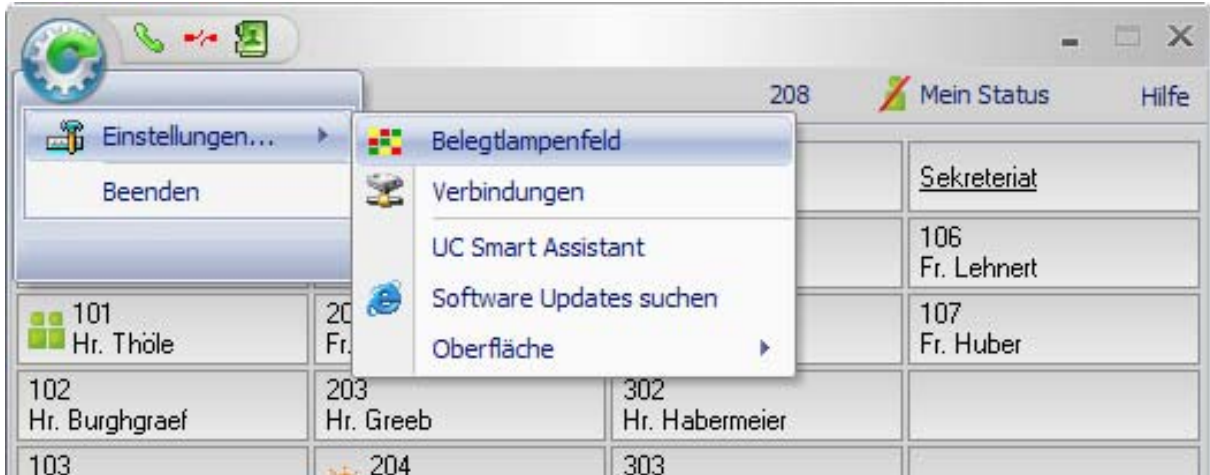 208
Mein Status
Hilfe
Einstellungen...
Beenden
Belegtlampenfeld
Verbindungen
UC Smart Assistant
Software Updates suchen
Oberfläche
Sekreteriat
106
Fr. Lehnert
101
Hr. Thöle
Fr.
107
Fr. Huber
102
Hr. Burghgraef
203
Hr. Greeb
302
Hr. Habermeier
103
204
303